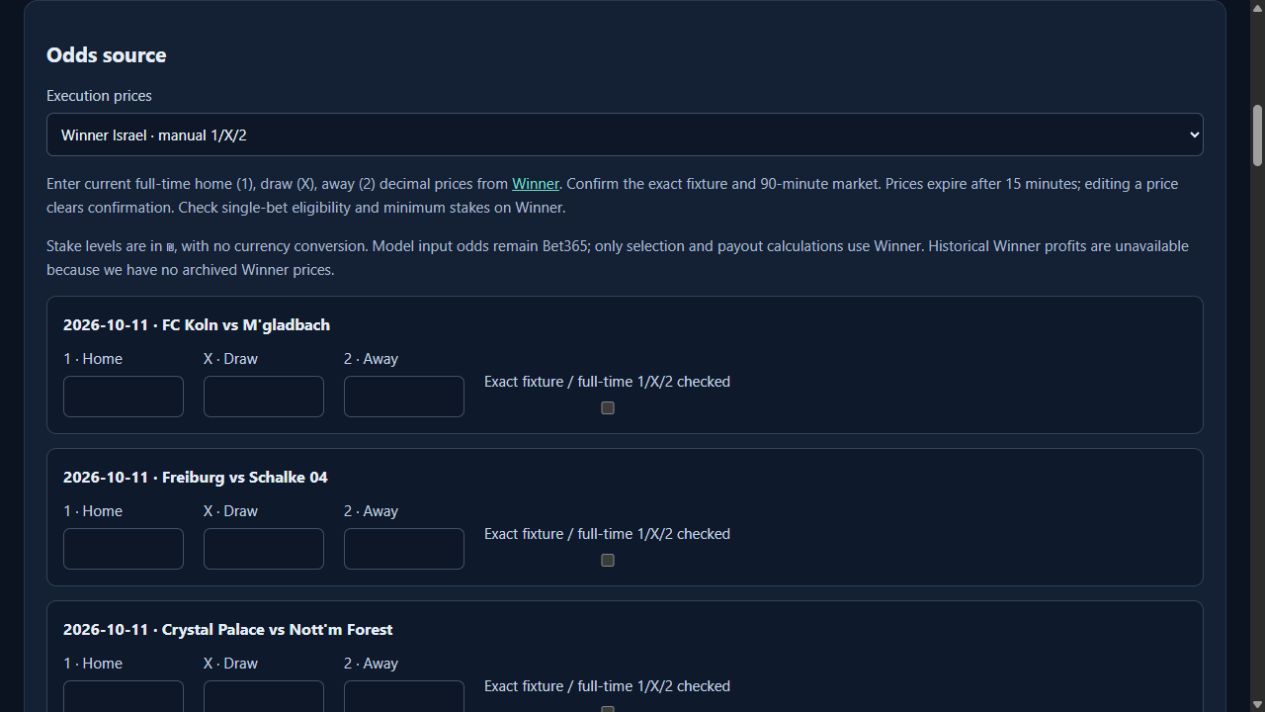 Odds source
Execution prices
Winner Israel · manual 1/X/2
Enter current full-time home (1), draw (X), away (2) decimal prices from Winner. Confirm the exact fixture and 90-minute market. Prices expire after 15 minutes; editing a price
clears confirmation. Check single-bet eligibility and minimum stakes on Winner.
Stake levels are in ₪, with no currency conversion. Model input odds remain Bet365; only selection and payout calculations use Winner. Historical Winner profits are unavailable
because we have no archived Winner prices.
2026-10-11 · FC Koln vs M'gladbach
1 · Home X · Draw 2 · Away
Exact fixture / full-time 1/X/2 checked
2026-10-11 · Freiburg vs Schalke 04
1 · Home X · Draw 2 · Away
Exact fixture / full-time 1/X/2 checked
2026-10-11 · Crystal Palace vs Nott'm Forest
1 · Home X · Draw 2 · Away
Exact fixture / full-time 1/X/2 checked